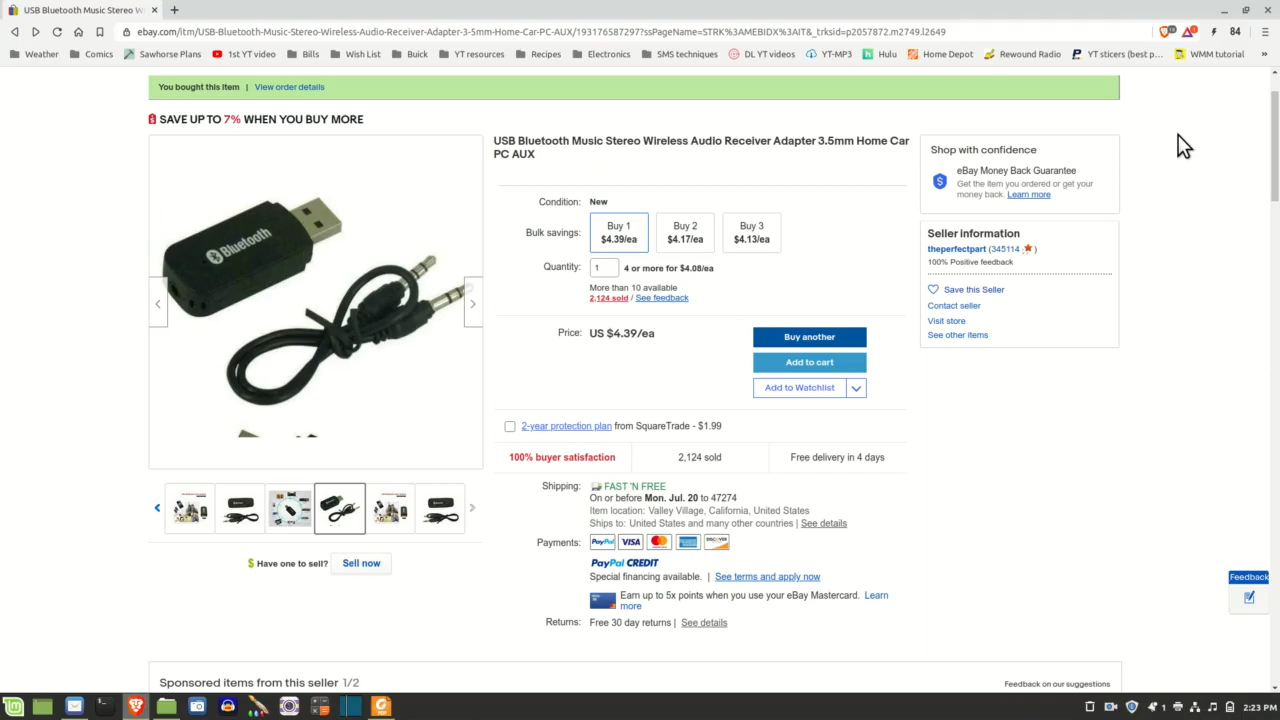 USB Bluetooth Music Stereo W
ebay.com/itm/USB-Bluetooth-Music-Stereo-Wireless-Audio-Receiver-Adapter-3-5mm-Home-Car-PC-AUX/193176587297?ssPageName=STRK%3AMEBIDX%3AIT&_trksid=p2057872.m2749.l2649
84
Weather Comics Sawhorse Plans 1st YT video Bills Wish List Buick YT resources Recipes Electronics SMS techniques DL YT videos YT-MP3 Hulu Home Depot Rewound Radio YT slicers (best p... WMM tutorial »
You bought this item | View order details
SAVE UP TO 7% WHEN YOU BUY MORE
USB Bluetooth Music Stereo Wireless Audio Receiver Adapter 3.5mm Home Car
PC AUX
Condition: New
Bulk savings:
Buy 1 Buy 2 Buy 3
$4.39/ea $4.17/ea $4.13/ea
Quantity: 1 4 or more for $4.08/ea
More than 10 available
2,124 sold / See feedback
Price: US $4.39/ea
Buy another
Add to cart
Add to Watchlist
2-year protection plan from SquareTrade - $1.99
100% buyer satisfaction 2,124 sold Free delivery in 4 days
Shipping: FAST 'N FREE
On or before Mon. Jul. 20 to 47274
Item location: Valley Village, California, United States
Ships to: United States and many other countries | See details
Payments: PayPal VISA DISCOVER
PayPal CREDIT
Special financing available. | See terms and apply now
Earn up to 5x points when you use your eBay Mastercard. Learn
more
Returns: Free 30 day returns | See details
Bluetooth
$ Have one to sell? Sell now
Shop with confidence
eBay Money Back Guarantee
Get the item you ordered or get your
money back. Learn more
Seller information
theperfectpart (345114 )
100% Positive feedback
Save this Seller
Contact seller
Visit store
See other items
Feedback
Sponsored items from this seller 1/2
Feedback on our suggestions
1 2:23 PM